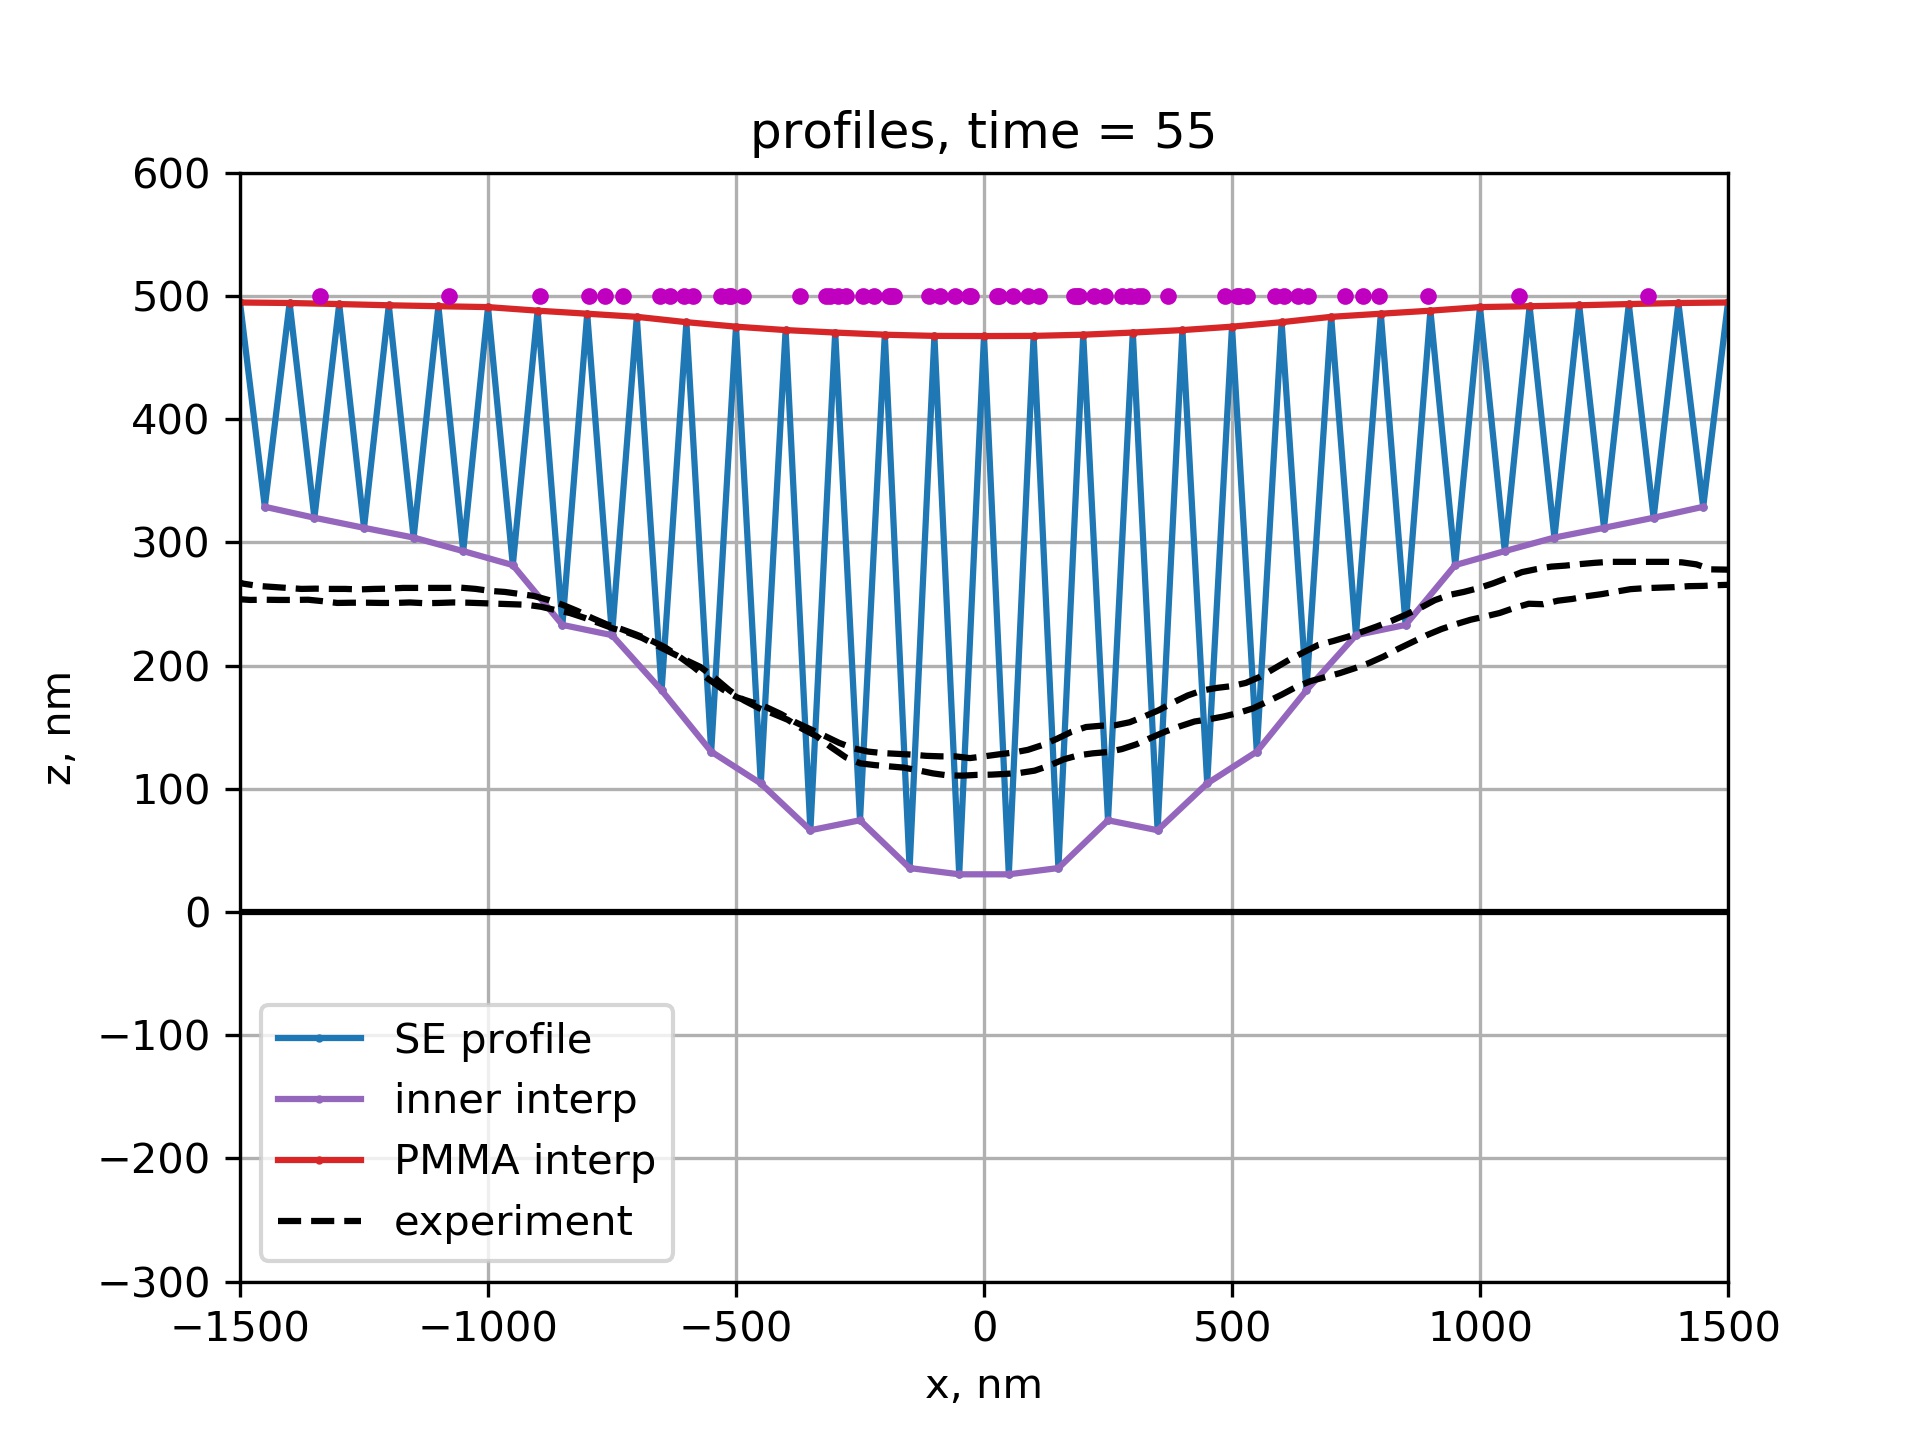 profiles, time = 55
600
500
400
300
200
100
0
−100
−200
−300
z, nm
SE profile
inner interp
PMMA interp
experiment
−1500 −1000 −500 0 500 1000 1500
x, nm